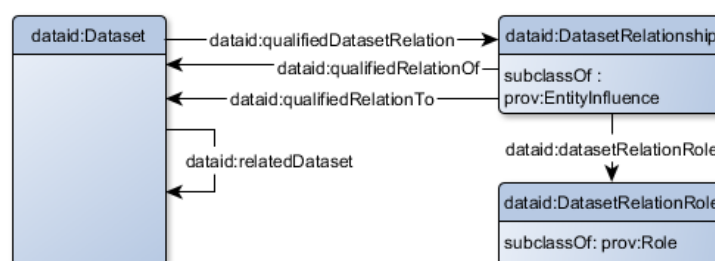 dataid:Dataset
dataid:qualifiedDatasetRelation
dataid:DatasetRelationship
dataid:qualifiedRelationOf
subclassOf :
prov:EntityInfluence
dataid:qualifiedRelationTo
dataid:relatedDataset
dataid:datasetRelationRole
dataid:DatasetRelationRole
subclassOf: prov:Role